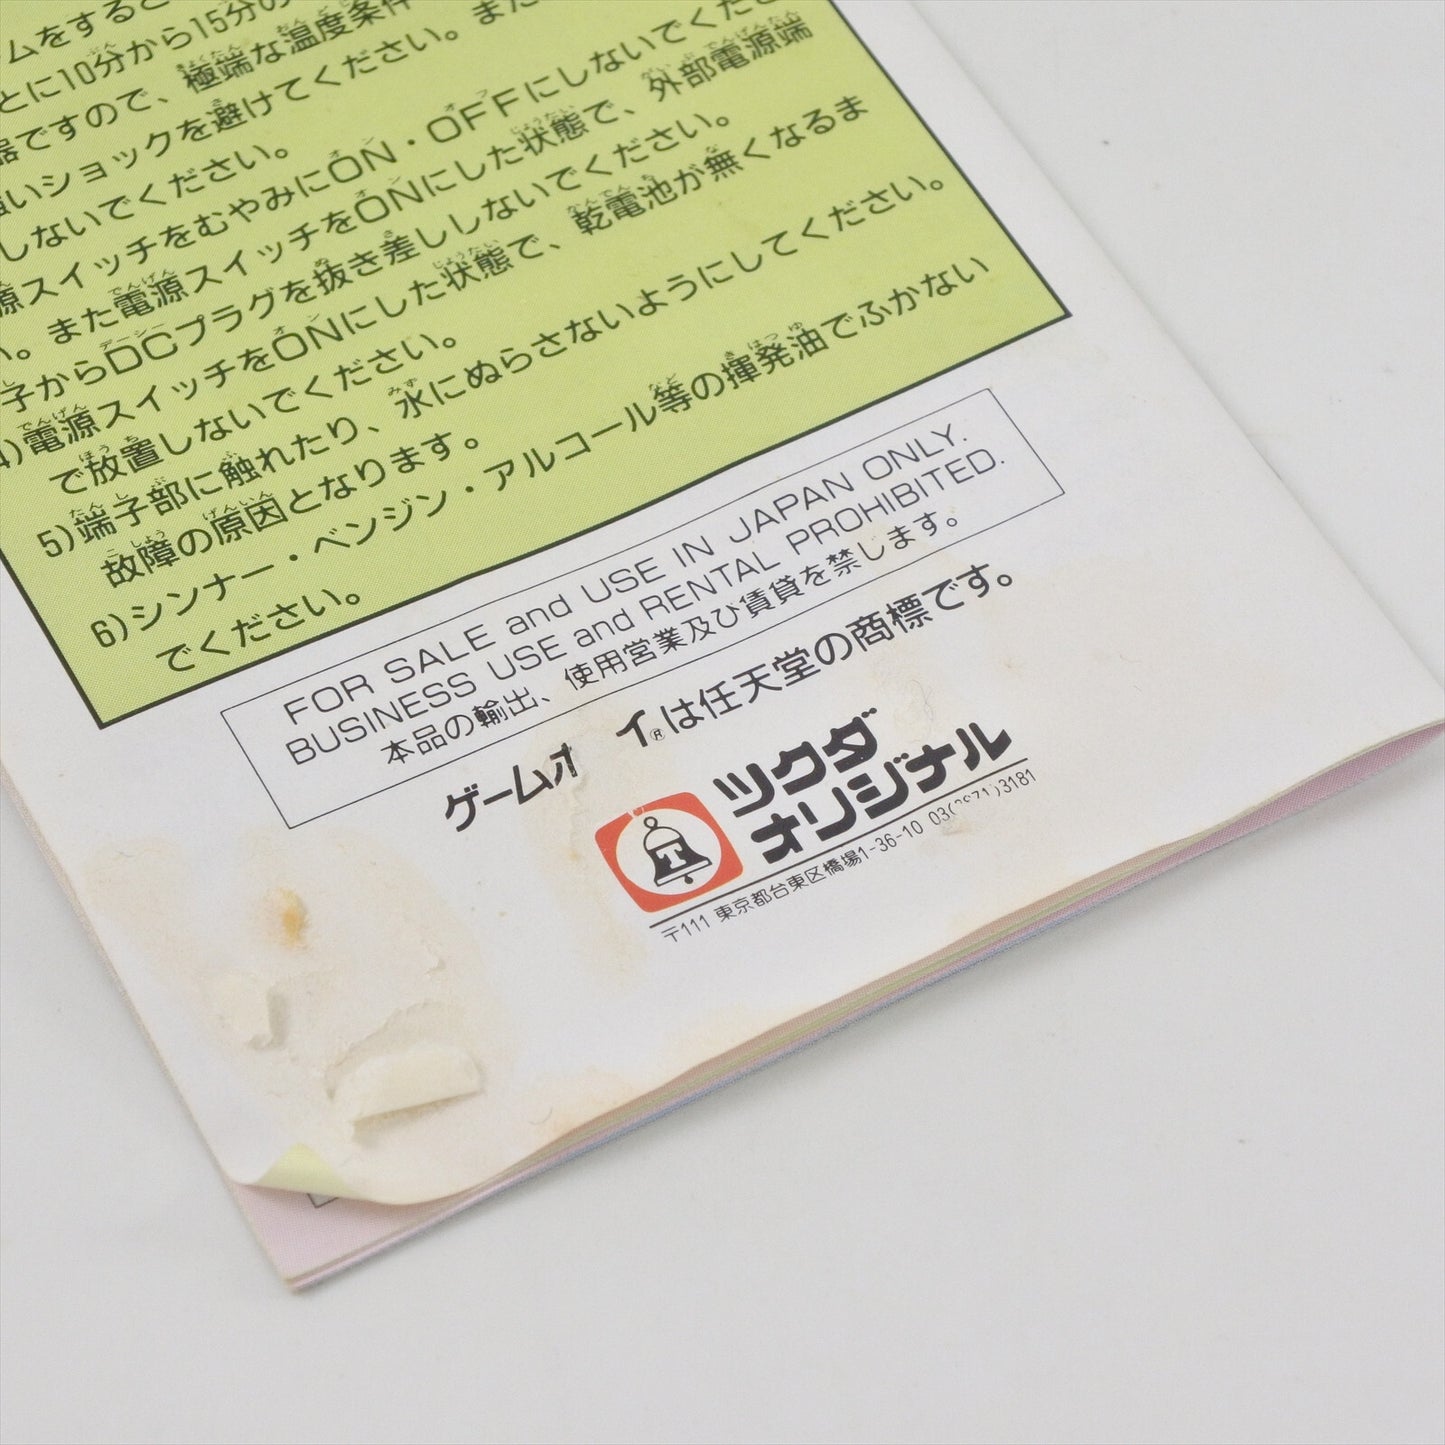 ムをすると
とに10分から15分の
器ですので、極端な温度条件
強いショックを避けてください。また
しないでください。
源スイッチをむやみにON・OFFにしないでくだ
い。また電源スイッチをONにした状態で、外部電源端
子からDCプラグを抜き差ししないでください。
4)電源スイッチをONにした状態で、乾電池が無くなるま
で放置しないでください。
5)端子部に触れたり、水にぬらさないようにしてください。
故障の原因となります。
6)シンナー・ベンジン・アルコール等の揮発油でふかない
でください。
FOR SALE and USE IN JAPAN ONLY.
BUSINESS USE and RENTAL PROHIBITED.
本品の輸出、使用営業及び賃貸を禁じます。
ゲームボ イ®は任天堂の商標です。
ツクダ
オリジナル
〒111 東京都台東区橋場1-36-10 03( )3181